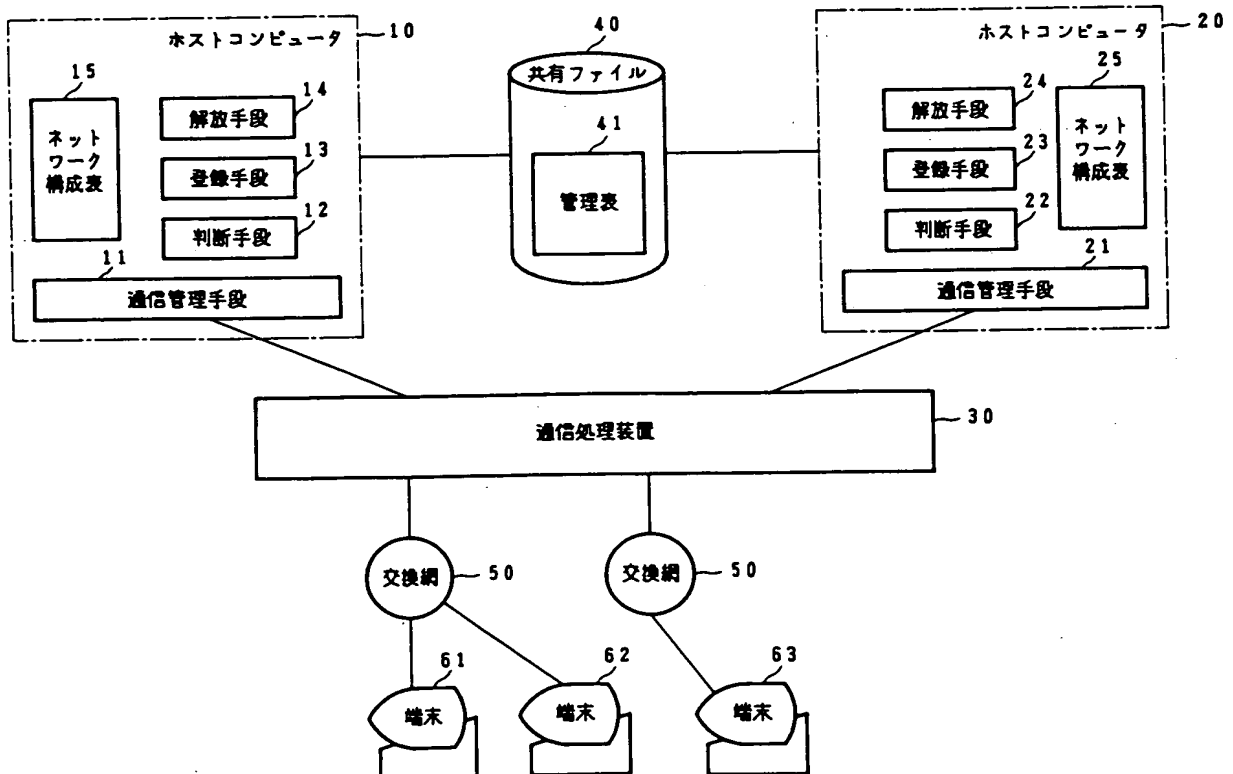 ホストコンピュータ
10
15
ネット
ワーク
構成表
14
解放手段
13
登録手段
12
判断手段
11
通信管理手段
40
共有ファイル
41
管理表
ホストコンピュータ
20
25
ネット
ワーク
構成表
24
解放手段
23
登録手段
22
判断手段
21
通信管理手段
通信処理装置
30
交換網
50
交換網
50
61
端末
62
端末
63
端末